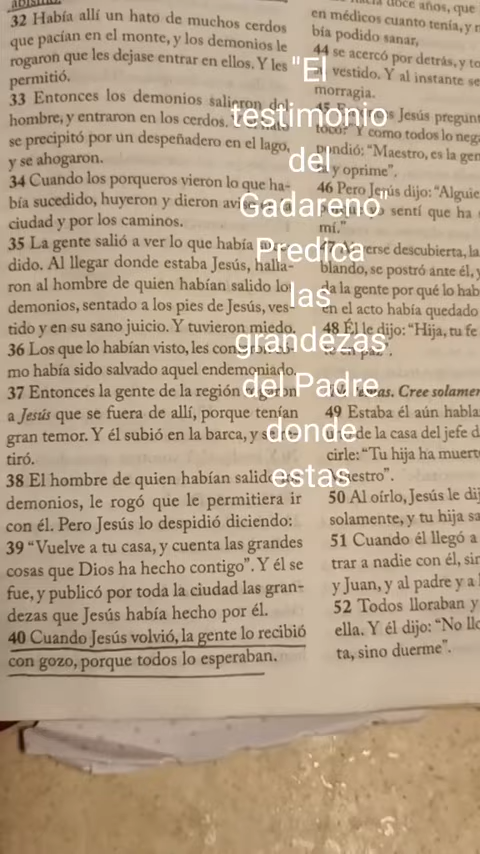 32 Había allí un hato de muchos cerdos
que pacían en el monte, y los demonios le
rogaron que les dejase entrar en ellos. Y les
permitió.
33 Entonces los demonios salieron del
hombre, y entraron en los cerdos.
se precipitó por un despeñadero en el lago,
y se ahogaron.
34 Cuando los porqueros vieron lo que ha-
bía sucedido, huyeron y dieron
ciudad y por los caminos.
35 La gente salió a ver lo que había
dido. Al llegar donde estaba Jesús, halla-
ron al hombre de quien habían salido lo
demonios, sentado a los pies de Jesús, ves-
tido y en su sano juicio. Y tuvieron miedo.
36 Los que lo habían visto, les
mo había sido salvado aquel endemoniado.
37 Entonces la gente de la región
a Jesús que se fuera de allí, porque tenían
gran temor. Y él subió en la barca, y se
tiró.
38 El hombre de quien habían salido
demonios, le rogó que le permitiera ir
con él. Pero Jesús lo despidió diciendo:
39 “Vuelve a tu casa, y cuenta las grandes
cosas que Dios ha hecho contigo”. Y él se
fue, y publicó por toda la ciudad las gran-
dezas que Jesús había hecho por él.
40 Cuando Jesús volvió, la gente lo recibió
con gozo, porque todos lo esperaban.
doce años, que
en médicos cuanto tenía, y
bía podido sanar,
44 se acercó por detrás, y to
vestido. Y al instante se
morragia.
Jesús pregun
tocó? Y como todos lo neg
pondió: “Maestro, es la gen
y oprime”.
46 Pero Jesús dijo: “Alguie
sentí que ha
mí.”
verse descubierta, la
blando, se postró ante él, y
la gente por qué lo hab
en el acto había quedado
48 Él le dijo: “Hija, tu fe
te en paz”.
Cree solamen
49 Estaba él aún habla
de la casa del jefe d
cirle: “Tu hija ha muert
Maestro”.
50 Al oírlo, Jesús le dij
solamente, y tu hija sa
51 Cuando él llegó a
trar a nadie con él, sin
y Juan, y al padre y a
52 Todos lloraban y
ella. Y él dijo: “No llo
ta, sino duerme”.
"El
testimonio
del
Gadareno"
Predica
las
grandezas
del Padre
donde
estas